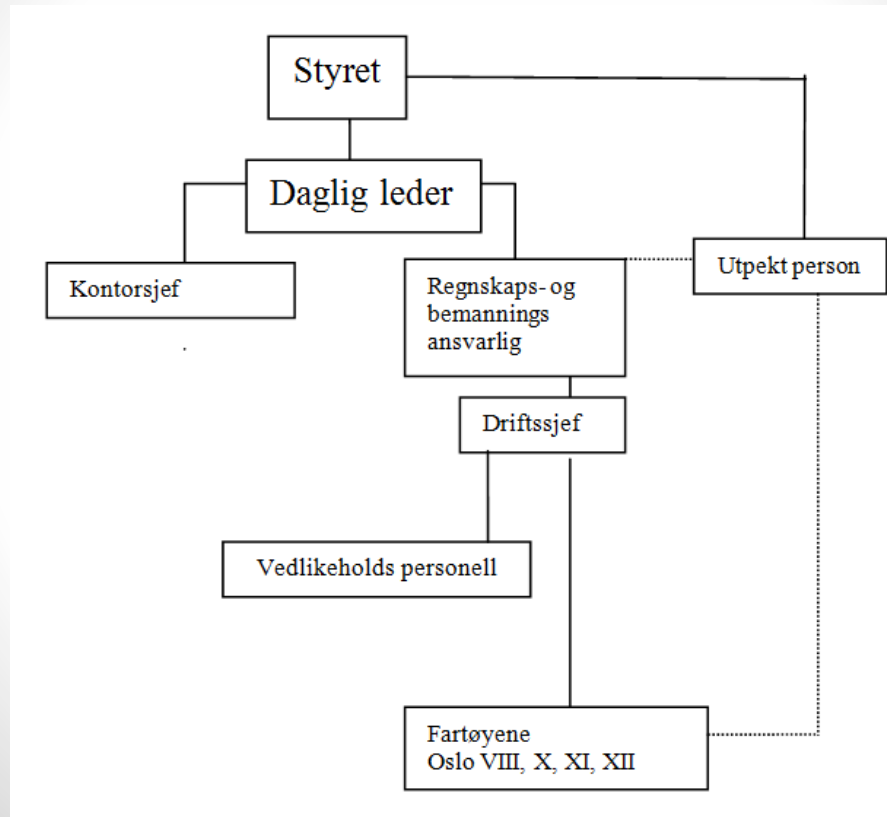 Styret
Daglig leder
Kontorsjef
Regnskaps- og
bemannings
ansvarlig
Utpekt person
Driftssjef
Vedlikeholds personell
Fartøyene
Oslo VIII, X, XI, XII